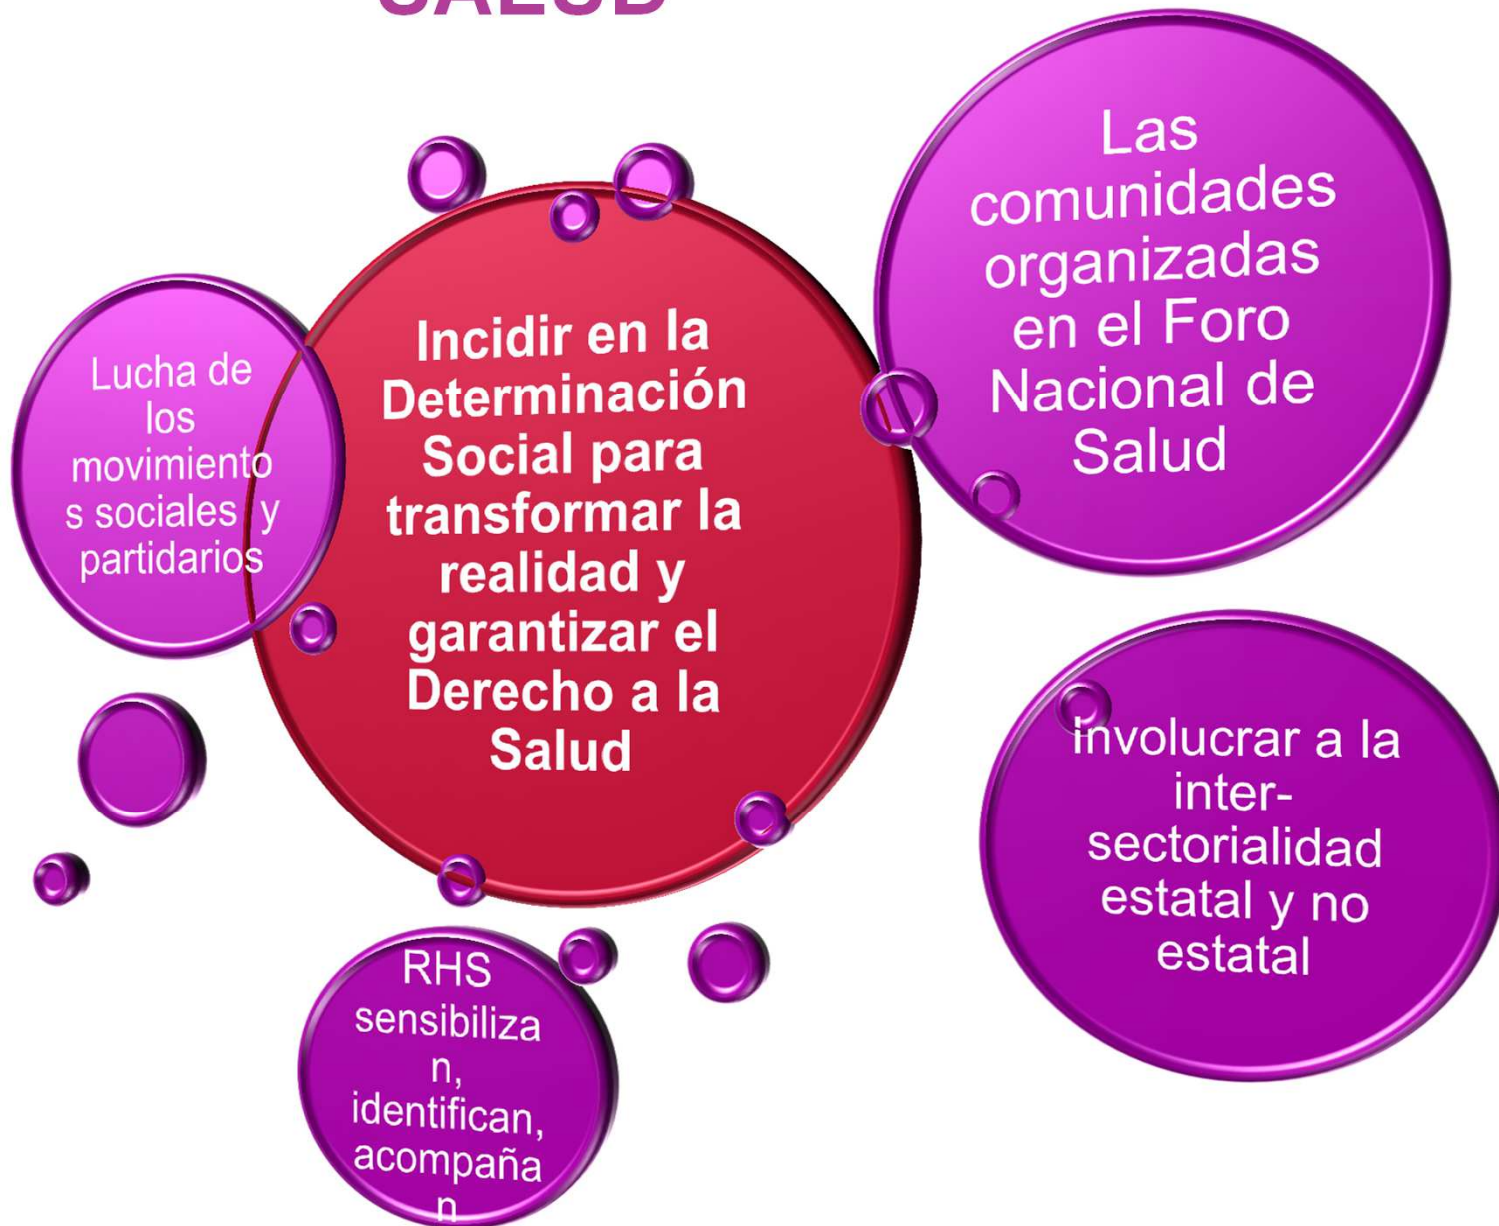 SALUD
Lucha de
los
movimiento
s sociales y
partidarios
Incidir en la
Determinación
Social para
transformar la
realidad y
garantizar el
Derecho a la
Salud
Las
comunidades
organizadas
en el Foro
Nacional de
Salud
Involucrar a la
inter-
sectorialidad
estatal y no
estatal
RHS
sensibiliza
n,
identifican,
acompaña
n